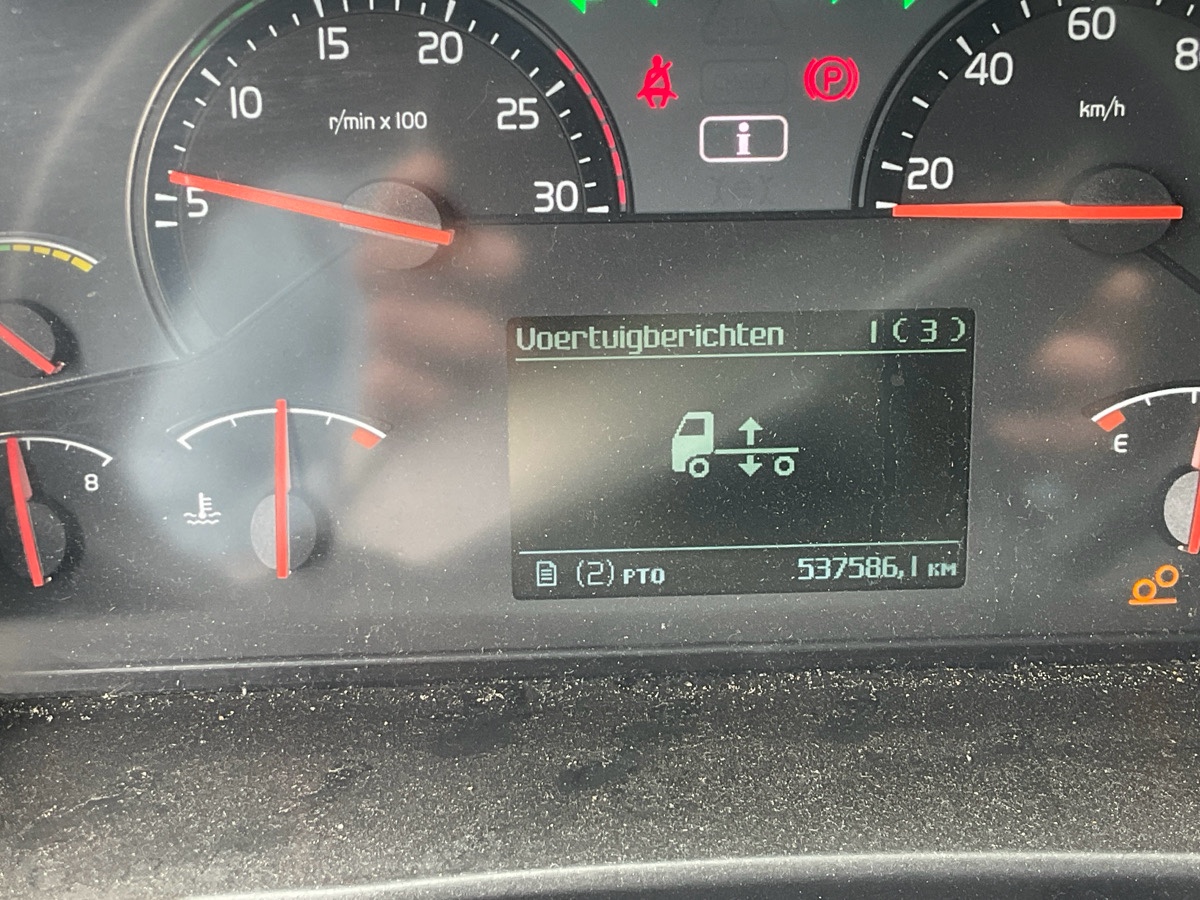 15 20
10 25
r/min x 100
5 30
P
i
60
40 8
km/h
20
Voertuigberichten 1 ( 3 )
8
E
(2) PTO 537586,1 KM